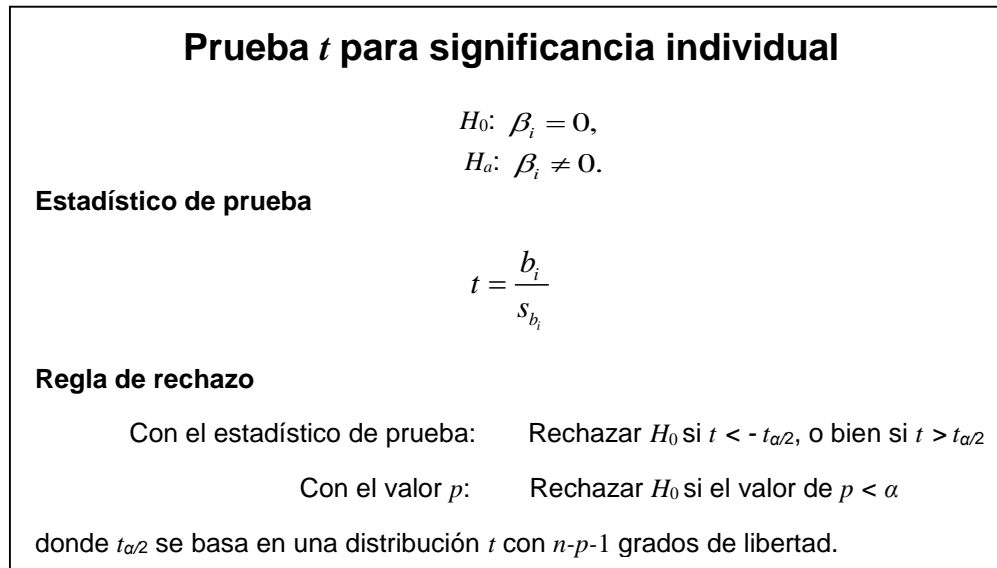 Prueba t para significancia individual
H0: βi = 0,
Ha: βi ≠ 0.
Estadístico de prueba
t = bi / sbi
Regla de rechazo
Con el estadístico de prueba: Rechazar H0 si t < - tα/2, o bien si t > tα/2
Con el valor p: Rechazar H0 si el valor de p < α
donde tα/2 se basa en una distribución t con n-p-1 grados de libertad.